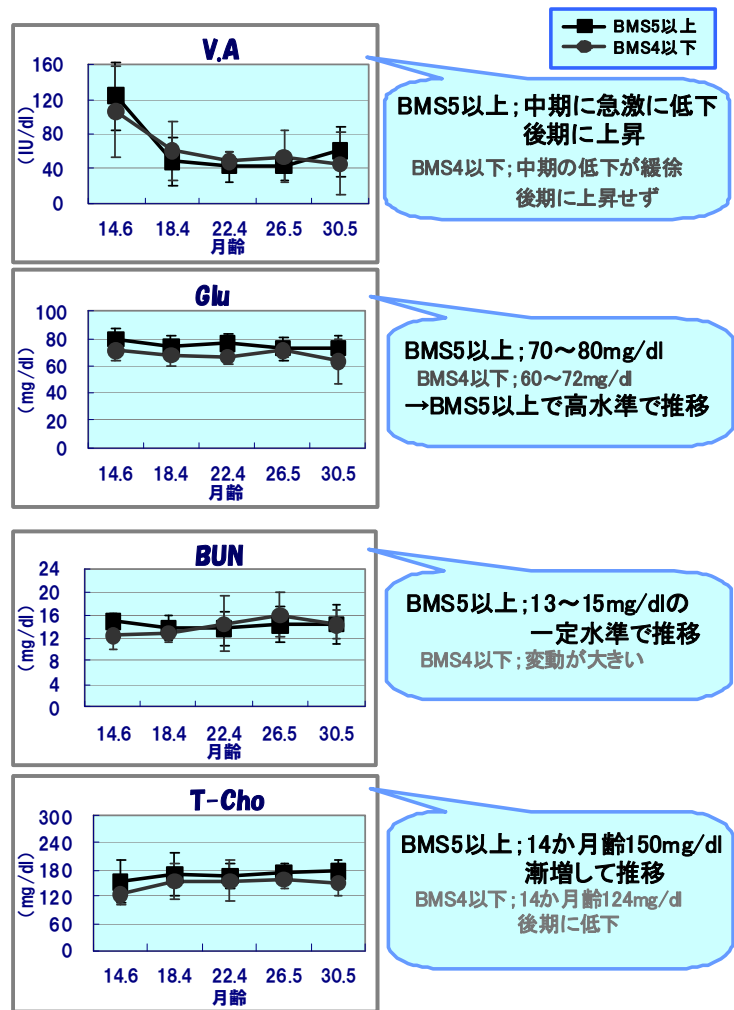 BMS5以上
BMS4以下
V.A
160
120
80
40
0
(IU/dl)
14.6 18.4 22.4 26.5 30.5
月齢
BMS5以上；中期に急激に低下
後期に上昇
BMS4以下；中期の低下が緩徐
後期に上昇せず
Glu
100
80
60
40
20
0
(mg/dl)
14.6 18.4 22.4 26.5 30.5
月齢
BMS5以上；70～80mg/dl
BMS4以下；60～72mg/dl
→BMS5以上で高水準で推移
BUN
24
20
16
12
8
4
0
(mg/dl)
14.6 18.4 22.4 26.5 30.5
月齢
BMS5以上；13～15mg/dlの
一定水準で推移
BMS4以下；変動が大きい
T-Cho
300
240
180
120
60
0
(mg/dl)
14.6 18.4 22.4 26.5 30.5
月齢
BMS5以上；14か月齢150mg/dl
漸増して推移
BMS4以下；14か月齢124mg/dl
後期に低下